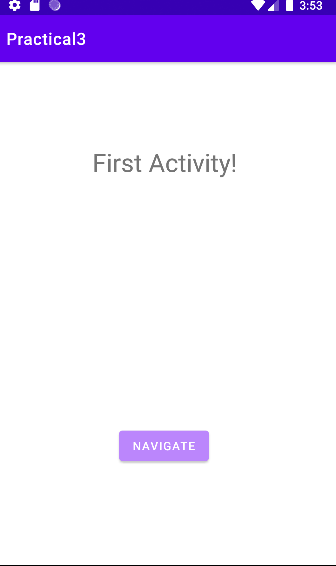 3:53
Practical3
First Activity!
NAVIGATE